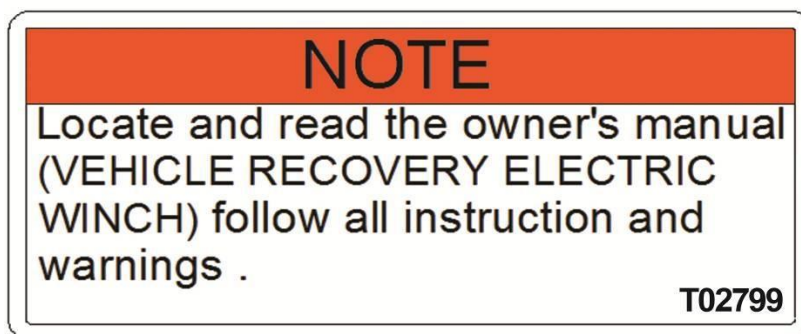 NOTE
Locate and read the owner's manual
(VEHICLE RECOVERY ELECTRIC
WINCH) follow all instruction and
warnings .
T02799